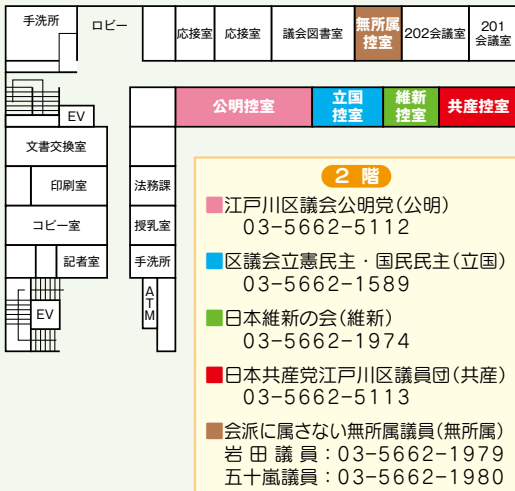 手洗所
ロビー
応接室
応接室
議会図書室
無所属
控室
202会議室
201
会議室
EV
公明控室
立国
控室
維新
控室
共産控室
文書交換室
印刷室
法務課
コピー室
授乳室
記者室
手洗所
EV
ATM
2 階
江戸川区議会公明党(公明)
03-5662-5112
区議会立憲民主・国民民主(立国)
03-5662-1589
日本維新の会(維新)
03-5662-1974
日本共産党江戸川区議員団(共産)
03-5662-5113
会派に属さない無所属議員(無所属)
岩田議員：03-5662-1979
五十嵐議員：03-5662-1980